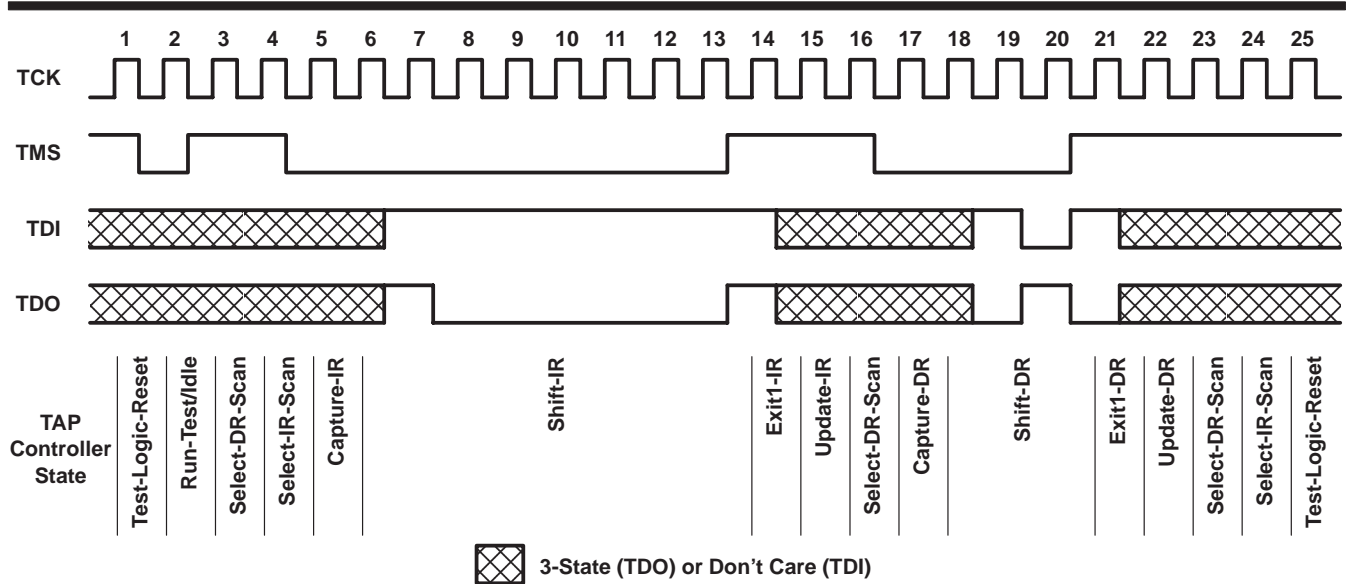 1 2 3 4 5 6 7 8 9 10 11 12 13 14 15 16 17 18 19 20 21 22 23 24 25
TCK
TMS
TDI
TDO
TAP
Controller
State
Test-Logic-Reset
Run-Test/Idle
Select-DR-Scan
Select-IR-Scan
Capture-IR
Shift-IR
Exit1-IR
Update-IR
Select-DR-Scan
Capture-DR
Shift-DR
Exit1-DR
Update-DR
Select-DR-Scan
Select-IR-Scan
Test-Logic-Reset
3-State (TDO) or Don't Care (TDI)